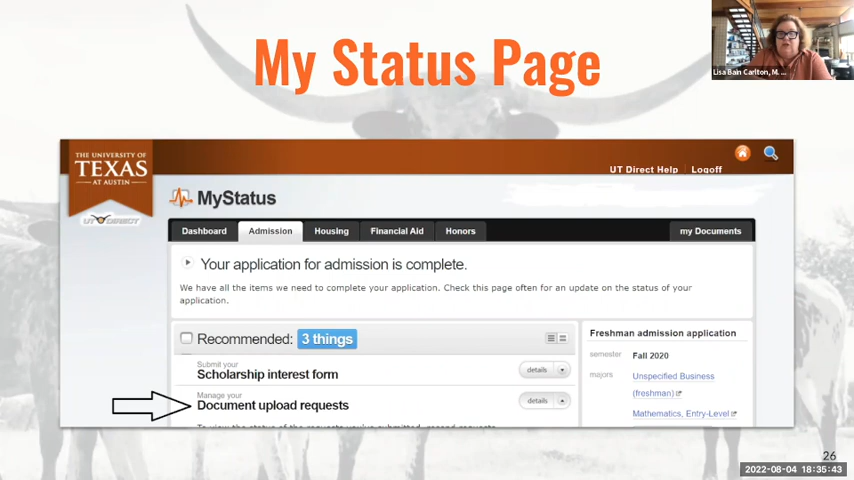 My Status Page
Lisa Bain Carlton, M. ...
THE UNIVERSITY OF
TEXAS
AT AUSTIN
UT DIRECT
UT Direct Help | Logoff
MyStatus
Dashboard Admission Housing Financial Aid Honors my Documents
Your application for admission is complete.
We have all the items we need to complete your application. Check this page often for an update on the status of your
application.
Recommended: 3 things
Submit your
Scholarship interest form
details
Manage your
Document upload requests
details
Freshman admission application
semester Fall 2020
majors Unspecified Business
(freshman)
Mathematics, Entry-Level
26
2022-08-04 18:35:43